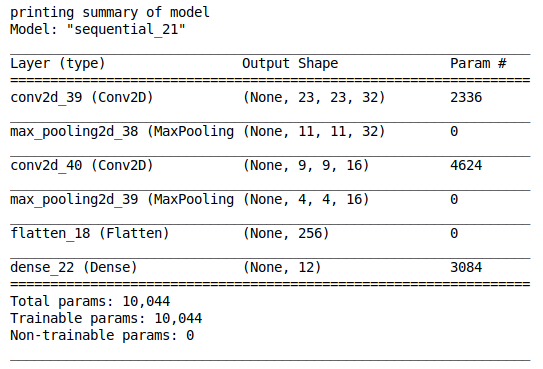 printing summary of model
Model: "sequential_21"
Layer (type) Output Shape Param #
conv2d_39 (Conv2D) (None, 23, 23, 32) 2336
max_pooling2d_38 (MaxPooling (None, 11, 11, 32) 0
conv2d_40 (Conv2D) (None, 9, 9, 16) 4624
max_pooling2d_39 (MaxPooling (None, 4, 4, 16) 0
flatten_18 (Flatten) (None, 256) 0
dense_22 (Dense) (None, 12) 3084
Total params: 10,044
Trainable params: 10,044
Non-trainable params: 0